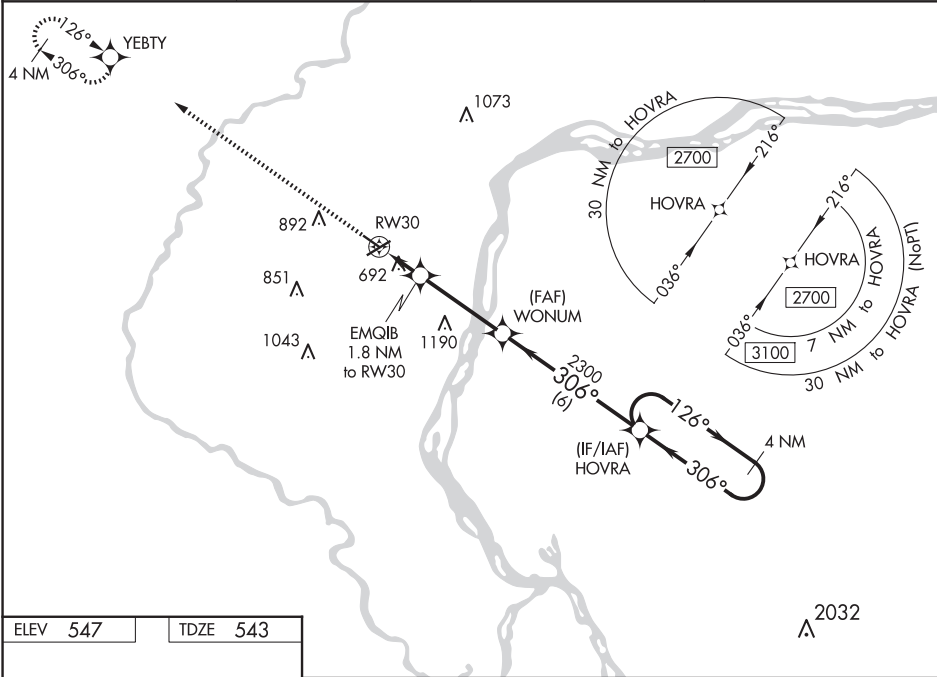 126°
YEBTY
306°
4 NM
1073
30 NM to HOVRA
2700
216°
HOVRA
036°
216°
HOVRA
2700
036°
7 NM to HOVRA
3100
30 NM to HOVRA (NoPT)
892
RW30
692
851
(FAF)
WONUM
1043
EMQIB
1.8 NM
to RW30
1190
2300
306°
(6)
126°
4 NM
(IF/IAF)
HOVRA
306°
2032
ELEV 547
TDZE 543